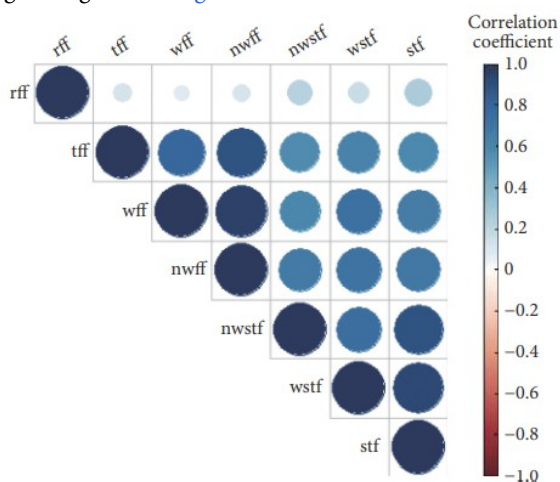 Correlation
coefficient
rff tff wff nwff nwstf wstf stf
1.0
rff
0.8
tff
0.6
0.4
wff
0.2
nwff
0
−0.2
nwstf
−0.4
wstf
−0.6
−0.8
stf
−1.0